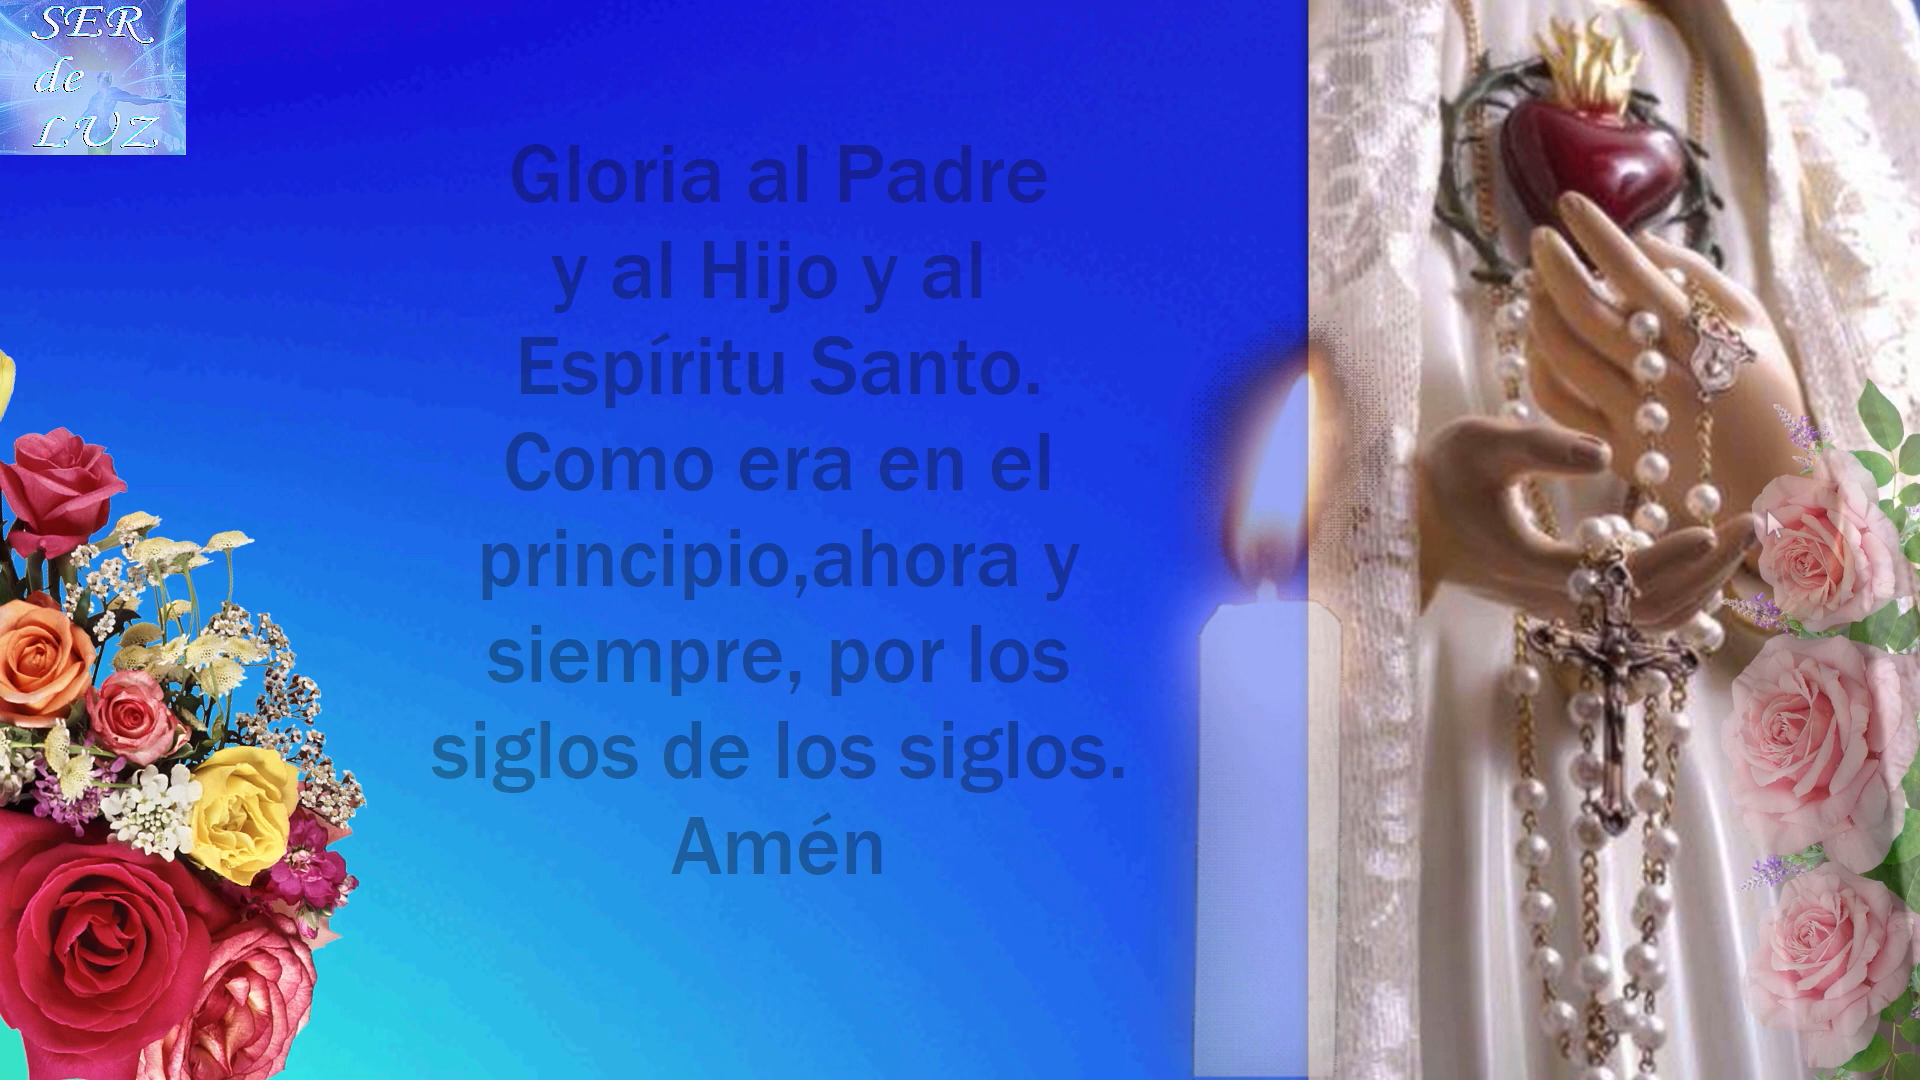 SER
de
LUZ
Gloria al Padre
y al Hijo y al
Espíritu Santo.
Como era en el
principio,ahora y
siempre, por los
siglos de los siglos.
Amén